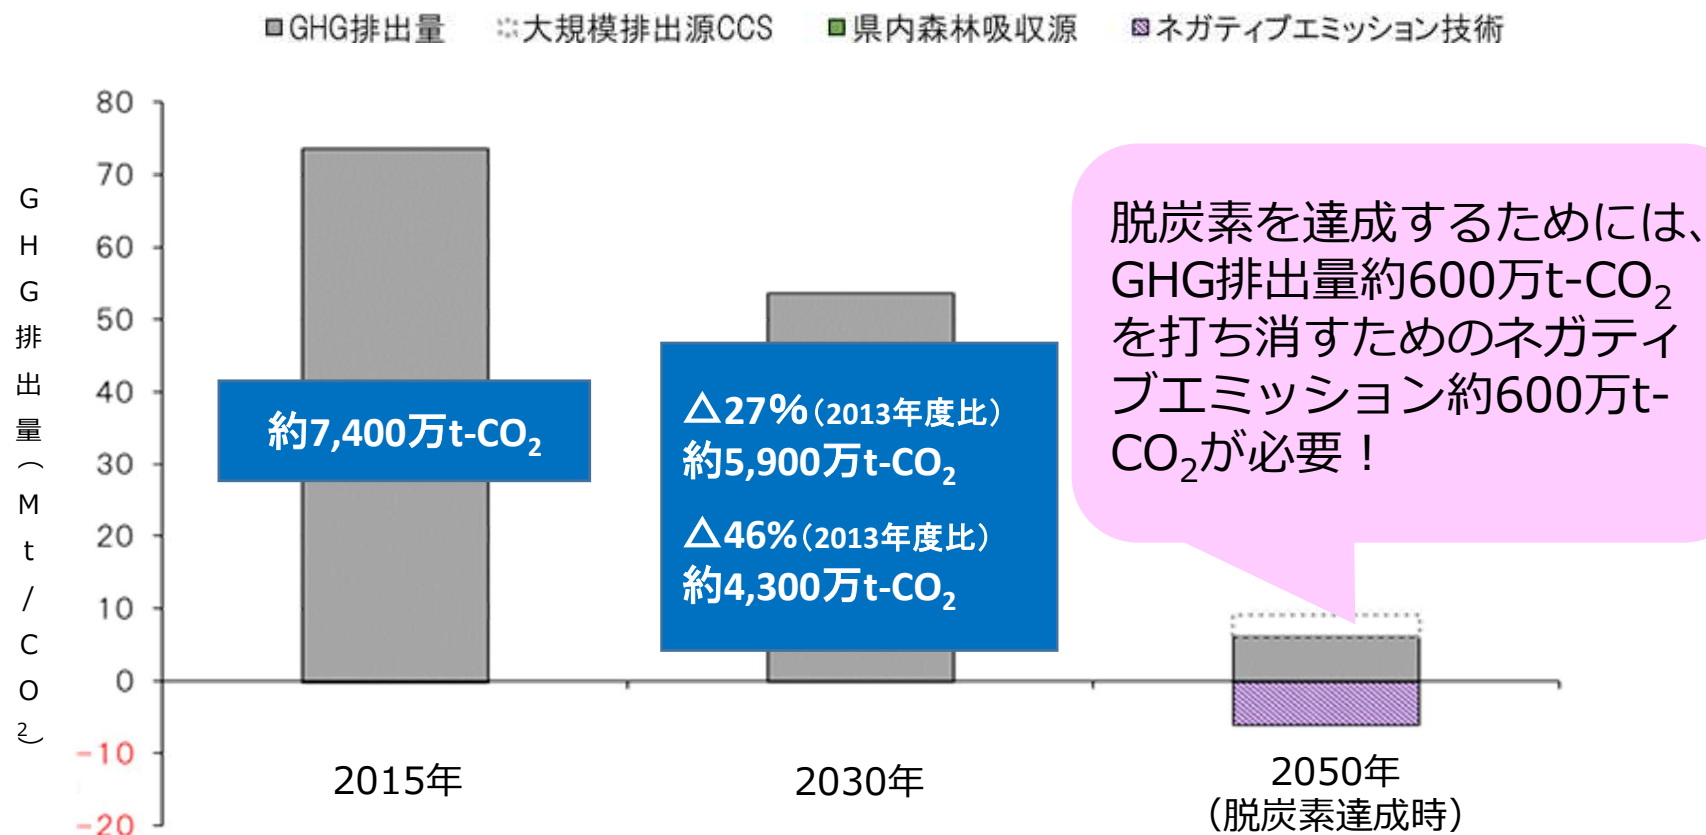 GHG排出量 大規模排出源CCS 県内森林吸収源 ネガティブエミッション技術
GHG排出量（Mt/CO2）
80
70
60
50
40
30
20
10
0
-10
-20
約7,400万t-CO2
△27%（2013年度比）
約5,900万t-CO2
△46%（2013年度比）
約4,300万t-CO2
脱炭素を達成するためには、
GHG排出量約600万t-CO2
を打ち消すためのネガティ
ブエミッション約600万t-
CO2が必要！
2015年
2030年
2050年
（脱炭素達成時）